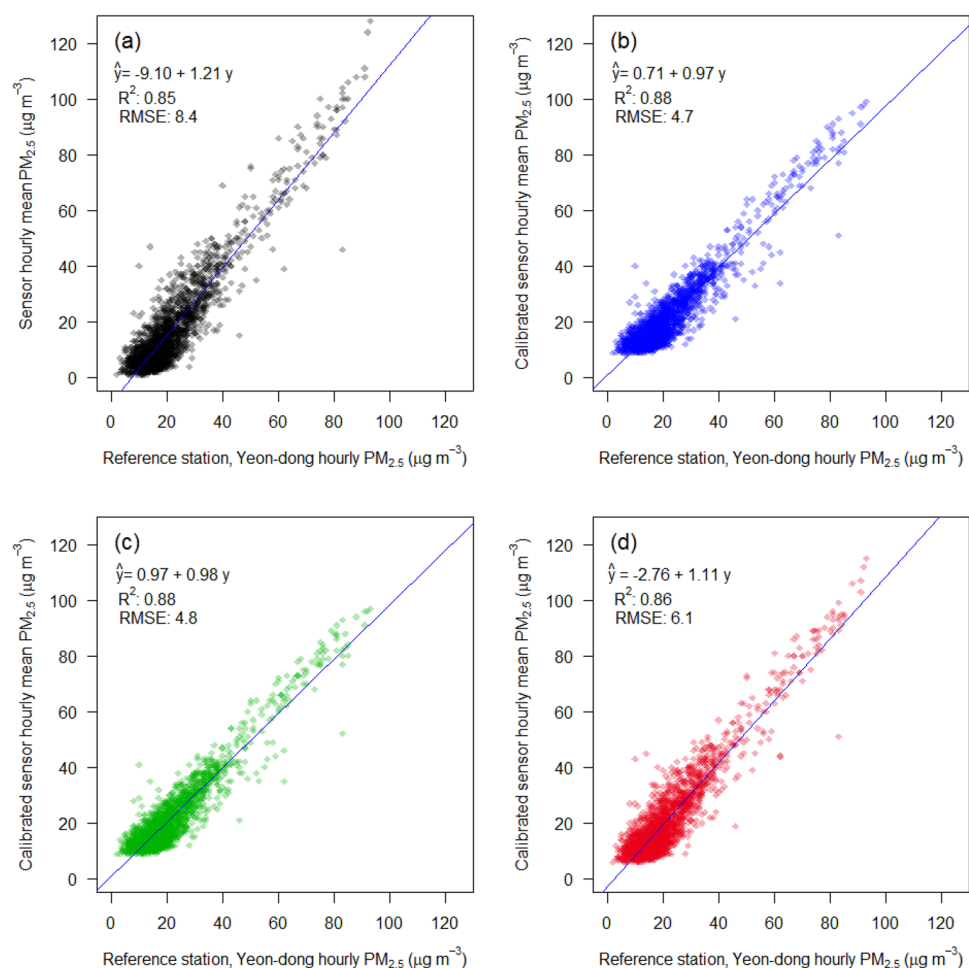 (a)
ŷ= -9.10 + 1.21 y
R²: 0.85
RMSE: 8.4
Sensor hourly mean PM₂.₅ (μg m⁻³)
120
100
80
60
40
20
0
0 20 40 60 80 100 120
Reference station, Yeon-dong hourly PM₂.₅ (μg m⁻³)
(b)
ŷ= 0.71 + 0.97 y
R²: 0.88
RMSE: 4.7
Calibrated sensor hourly mean PM₂.₅ (μg m⁻³)
120
100
80
60
40
20
0
0 20 40 60 80 100 120
Reference station, Yeon-dong hourly PM₂.₅ (μg m⁻³)
(c)
ŷ= 0.97 + 0.98 y
R²: 0.88
RMSE: 4.8
Calibrated sensor hourly mean PM₂.₅ (μg m⁻³)
120
100
80
60
40
20
0
0 20 40 60 80 100 120
Reference station, Yeon-dong hourly PM₂.₅ (μg m⁻³)
(d)
ŷ = -2.76 + 1.11 y
R²: 0.86
RMSE: 6.1
Calibrated sensor hourly mean PM₂.₅ (μg m⁻³)
120
100
80
60
40
20
0
0 20 40 60 80 100 120
Reference station, Yeon-dong hourly PM₂.₅ (μg m⁻³)